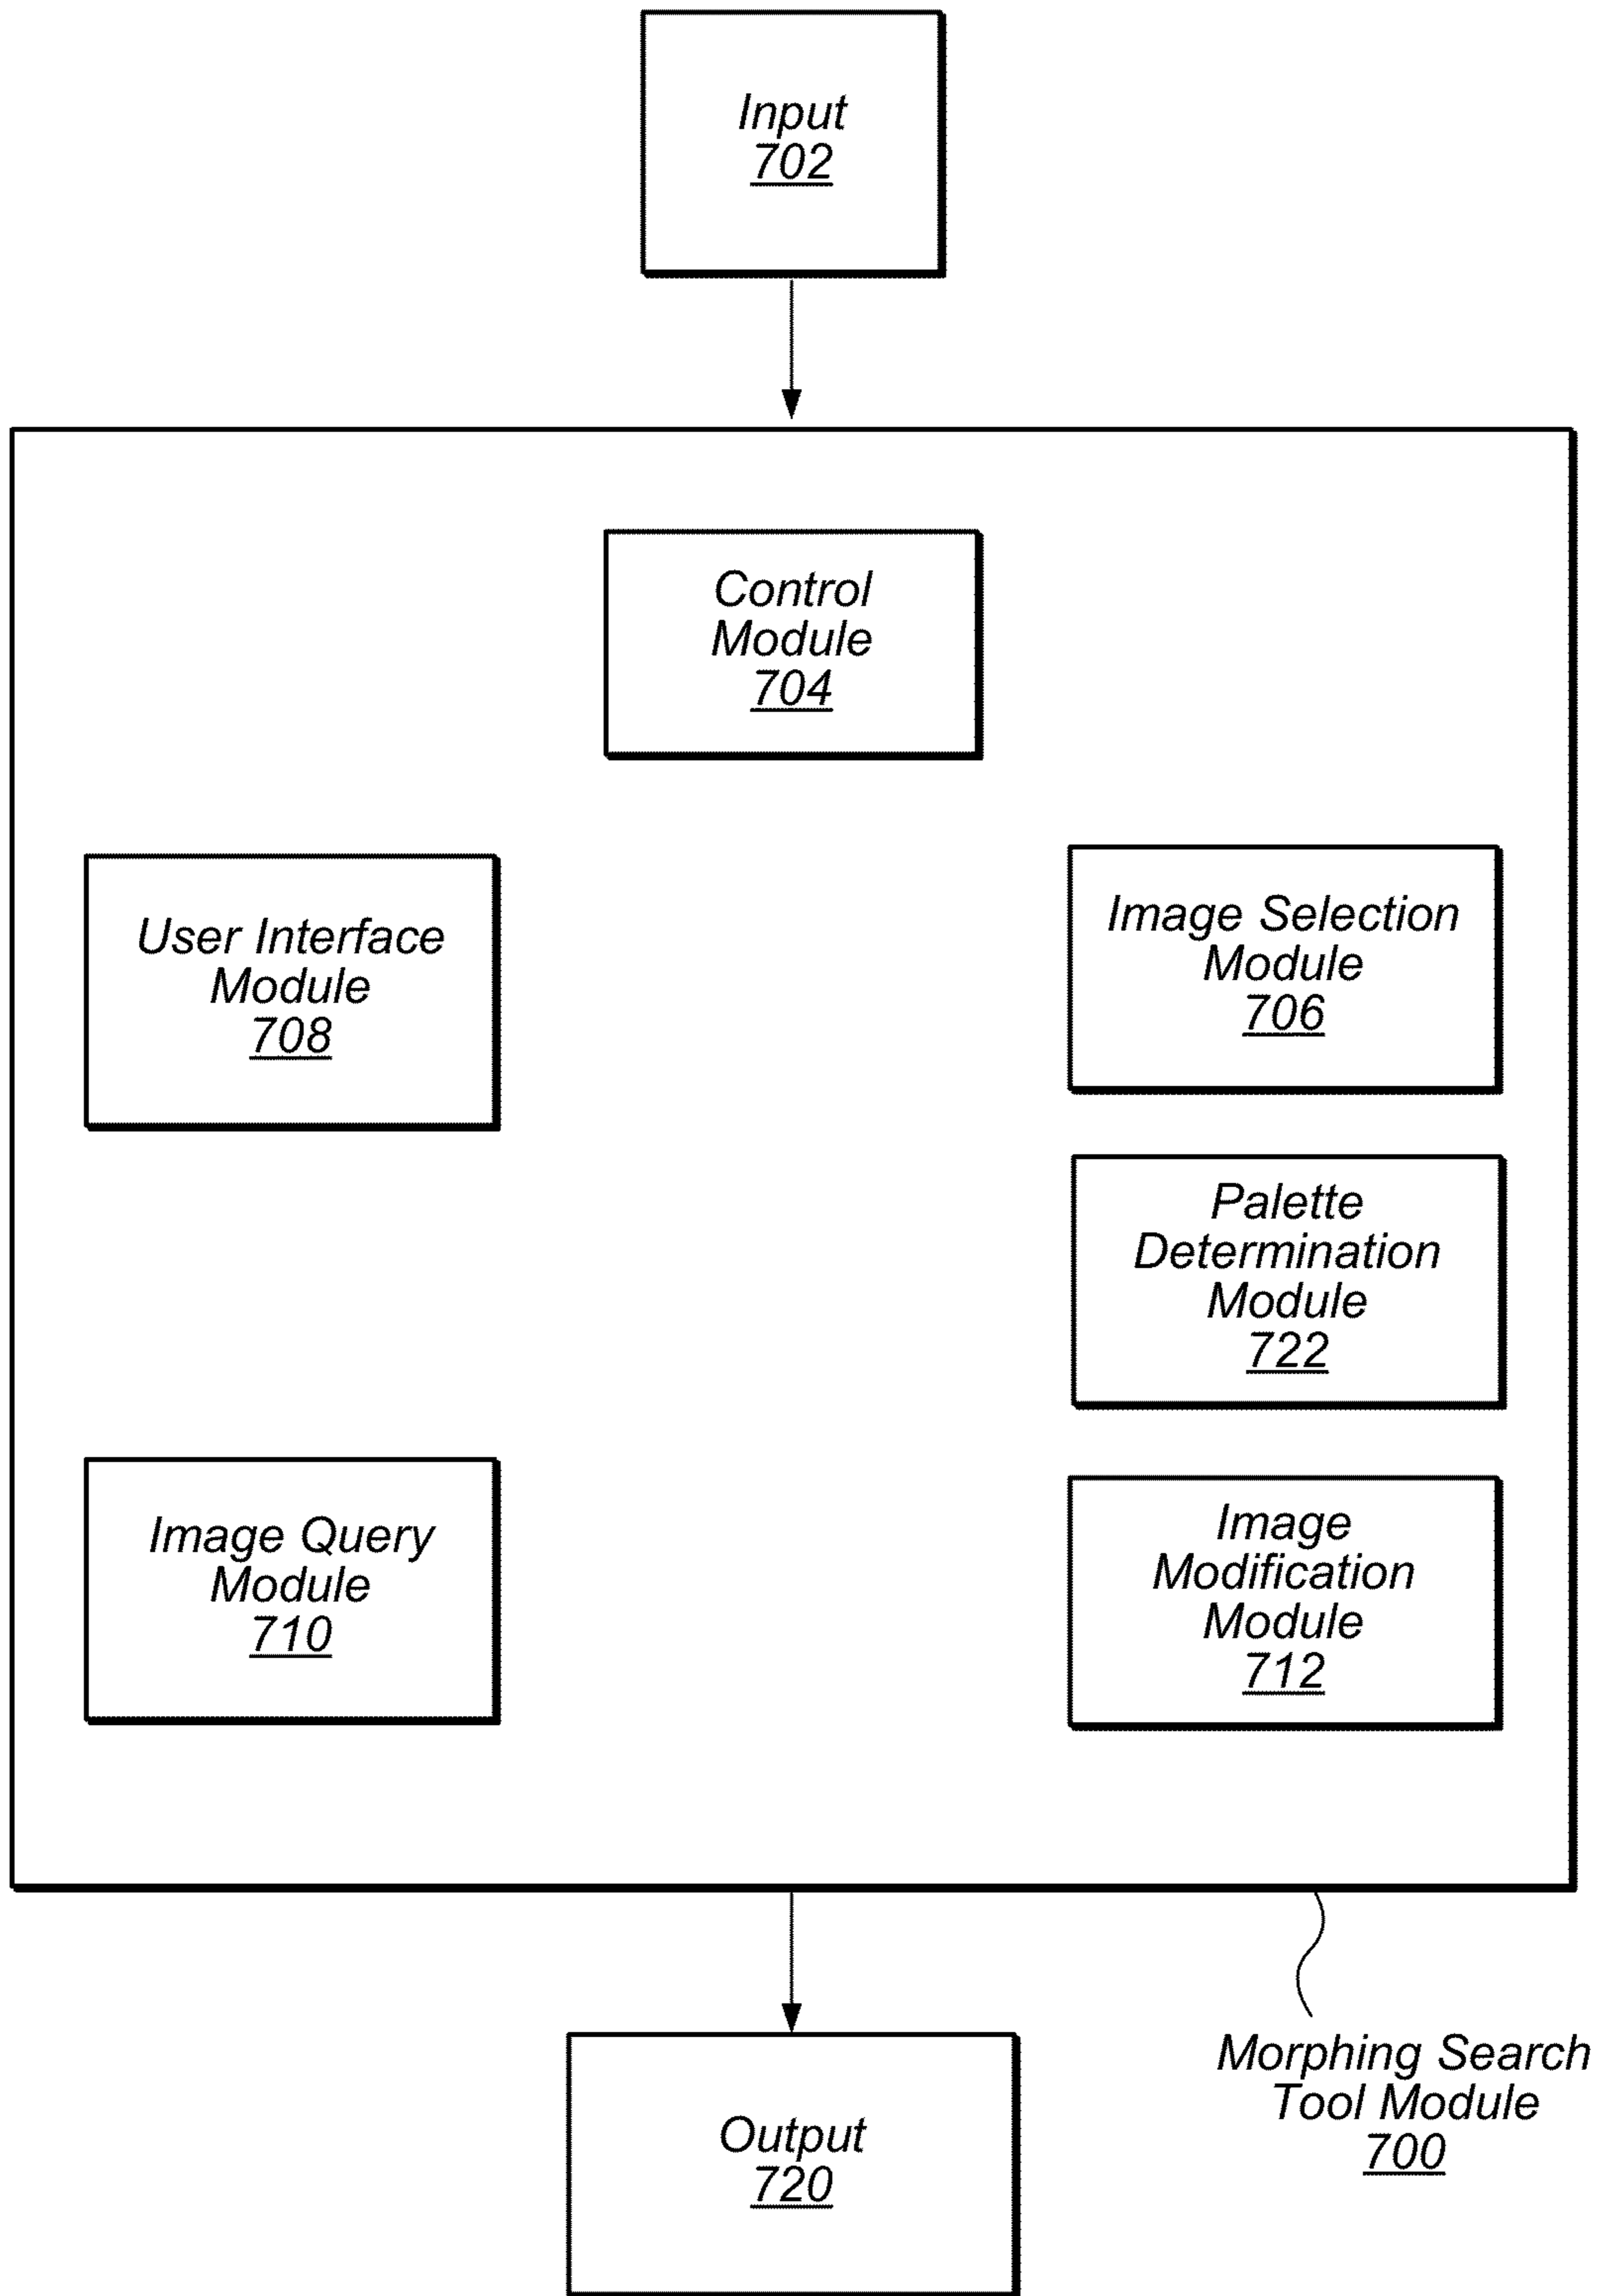 Input
702
Control
Module
704
User Interface
Module
708
Image Selection
Module
706
Palette
Determination
Module
722
Image Query
Module
710
Image
Modification
Module
712
Morphing Search
Tool Module
700
Output
720